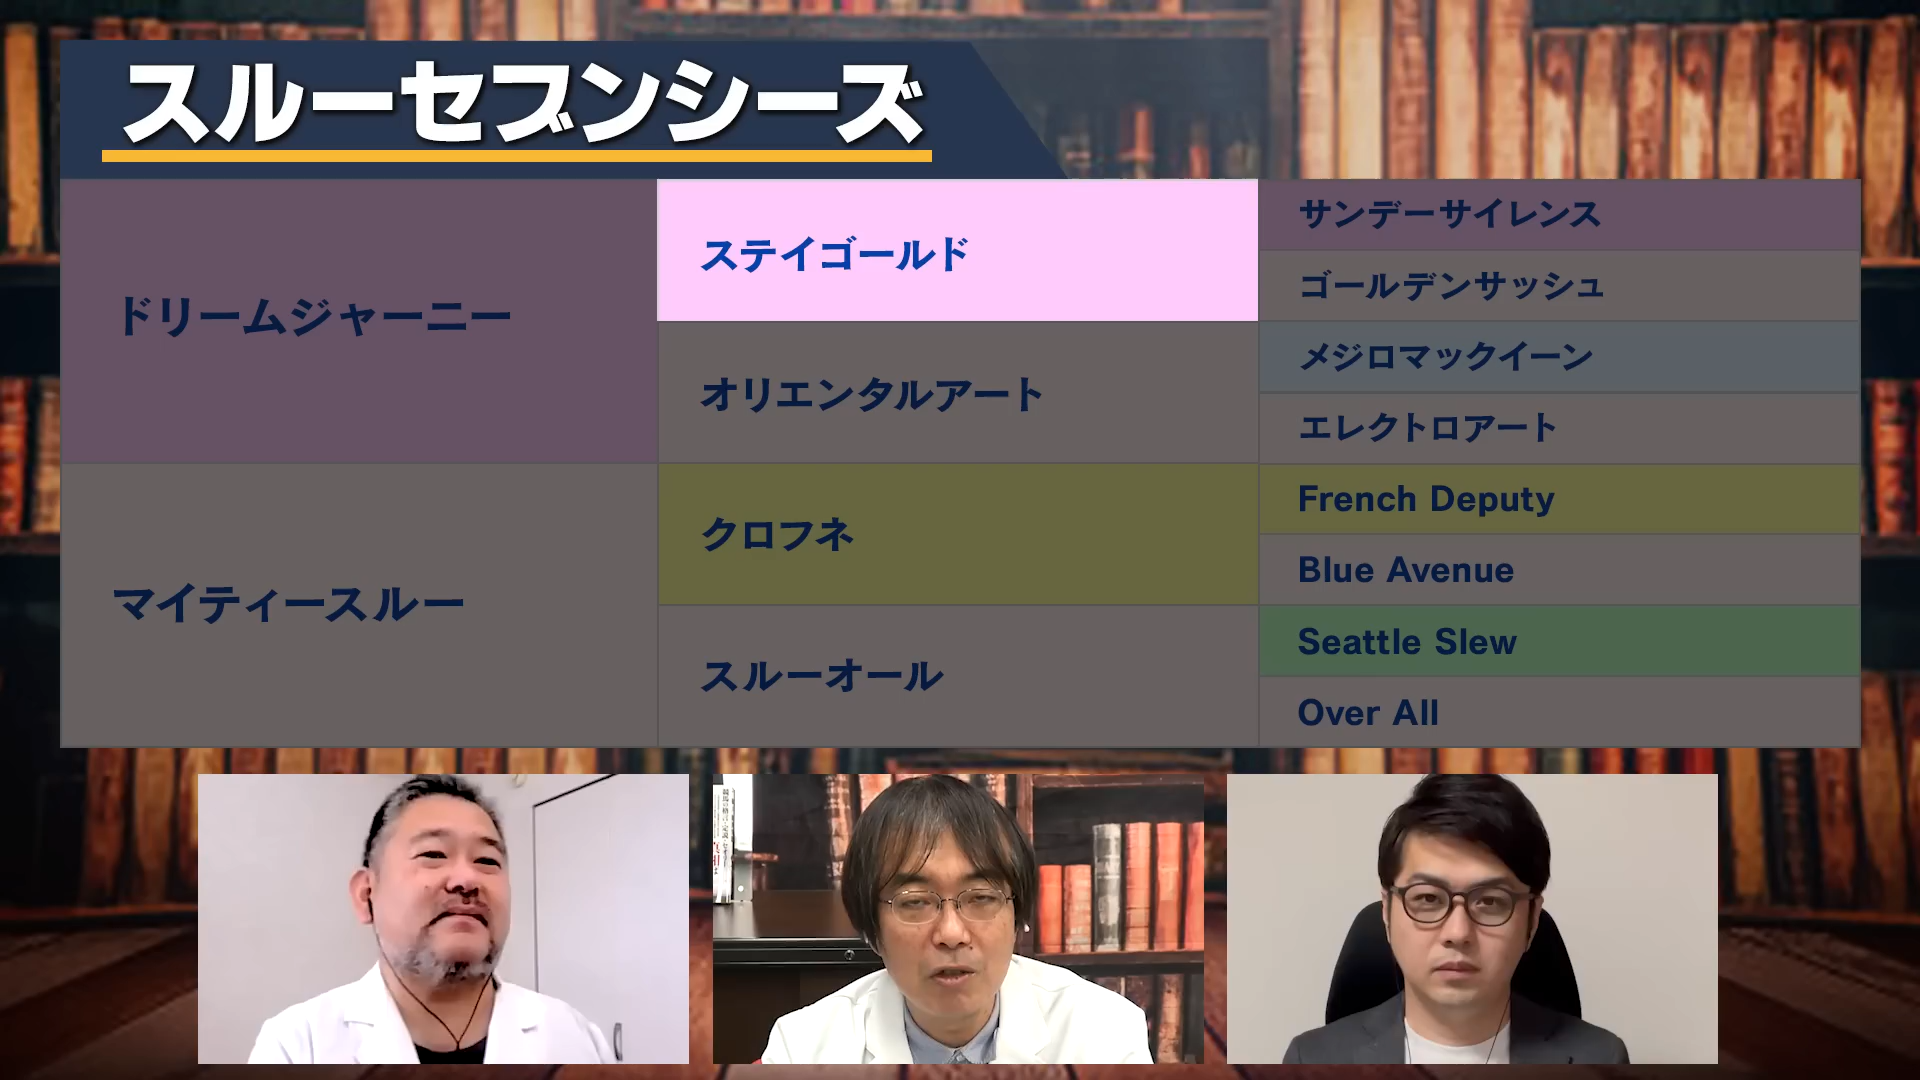 スルーセブンシーズ
ドリームジャーニー
マイティースルー
ステイゴールド
オリエンタルアート
クロフネ
スルーオール
サンデーサイレンス
ゴールデンサッシュ
メジロマックイーン
エレクトロアート
French Deputy
Blue Avenue
Seattle Slew
Over All